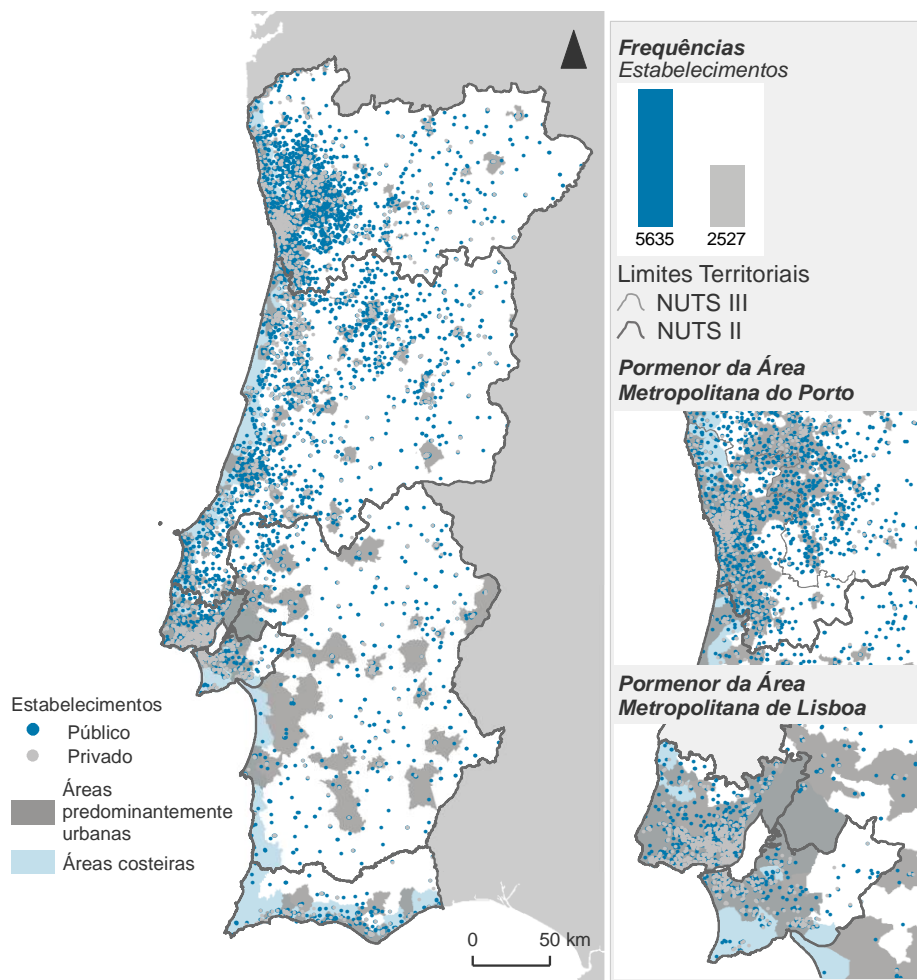 Frequências
Estabelecimentos
5635 2527
Limites Territoriais
NUTS III
NUTS II
Pormenor da Área
Metropolitana do Porto
Pormenor da Área
Metropolitana de Lisboa
Estabelecimentos
Público
Privado
Áreas
predominantemente
urbanas
Áreas costeiras
0 50 km